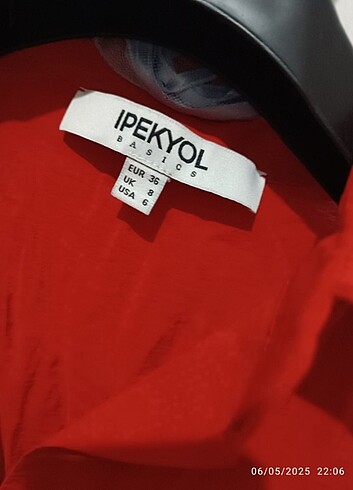 IPEKYOL
BASICS
EUR 36
UK 8
USA 6
06/05/2025 22:06